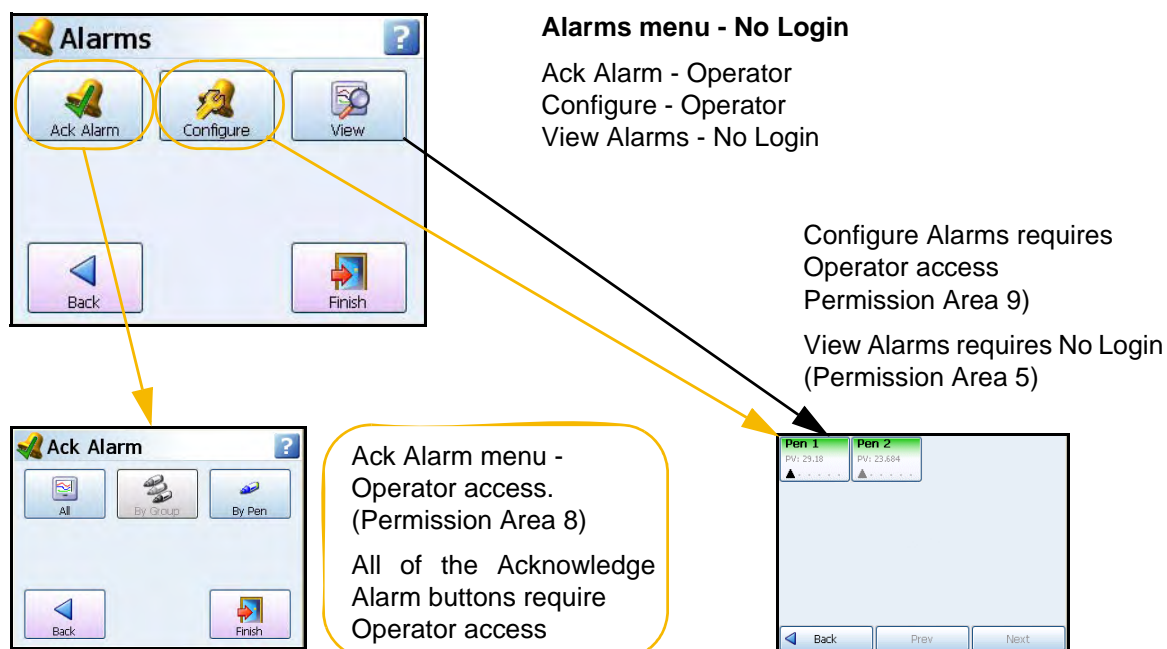 Alarms
?
Ack Alarm
Configure
View
Back
Finish
Alarms menu - No Login
Ack Alarm - Operator
Configure - Operator
View Alarms - No Login
Configure Alarms requires
Operator access
Permission Area 9)
View Alarms requires No Login
(Permission Area 5)
Ack Alarm
?
All
By Group
By Pen
Back
Finish
Ack Alarm menu -
Operator access.
(Permission Area 8)
All of the Acknowledge
Alarm buttons require
Operator access
Pen 1
PV: 29.18
Pen 2
PV: 23.684
Back
Prev
Next